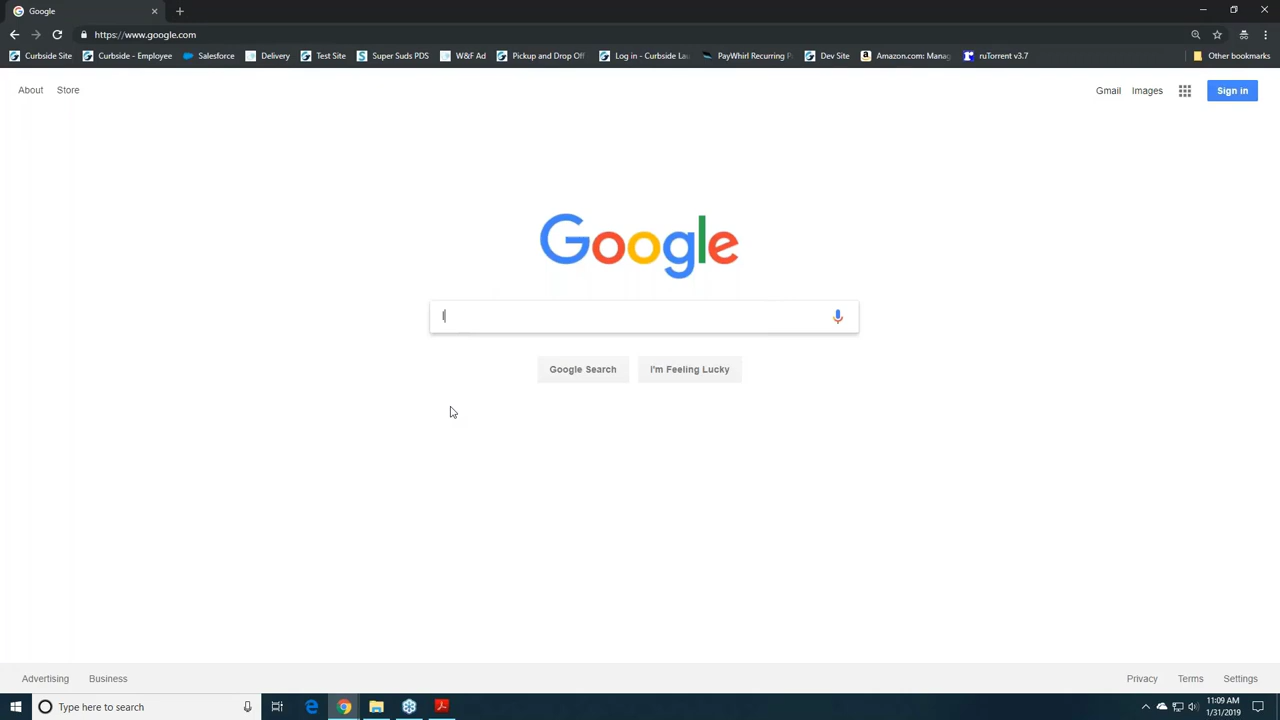 Google
https://www.google.com
Curbside Site Curbside - Employee Salesforce Delivery Test Site Super Suds PDS W&F Ad Pickup and Drop Off Log in - Curbside Lau PayWhirl Recurring P Dev Site Amazon.com: Manag ruTorrent v3.7 Other bookmarks
About Store Gmail Images Sign in
Google
l
Google Search I'm Feeling Lucky
Advertising Business Privacy Terms Settings
Type here to search 11:09 AM
1/31/2019